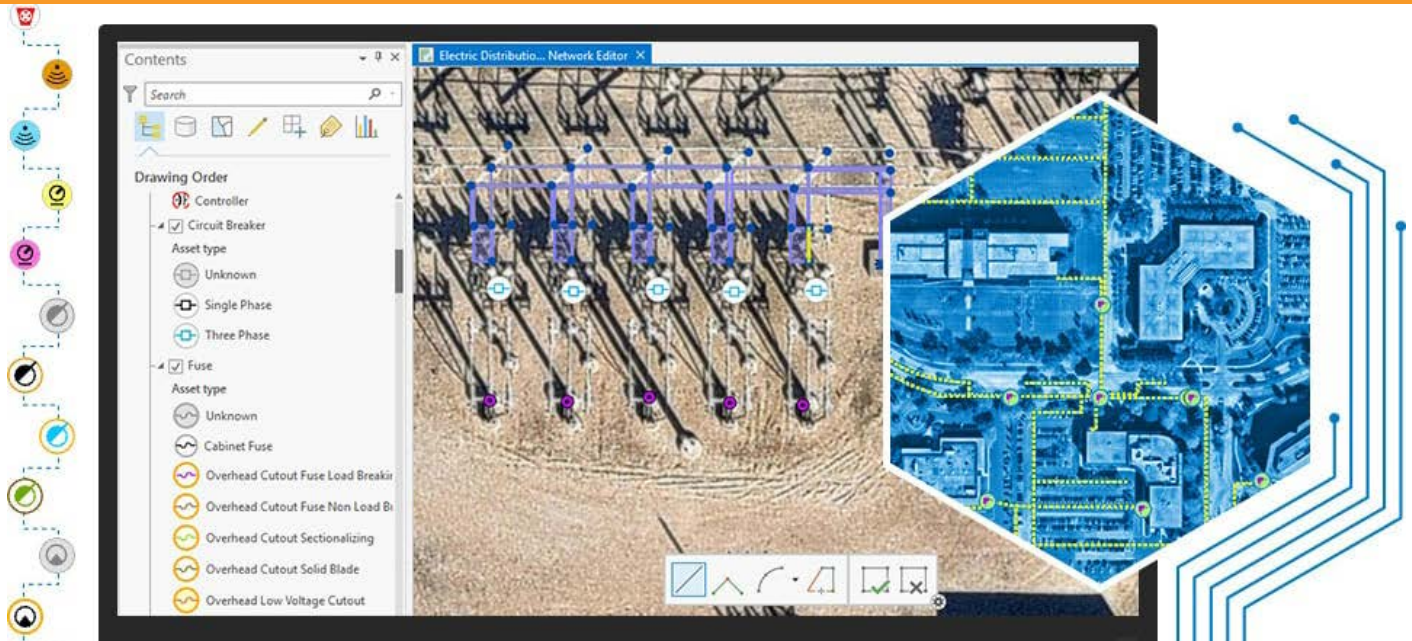 Contents
Search
Drawing Order
Controller
Circuit Breaker
Asset type
Unknown
Single Phase
Three Phase
Fuse
Asset type
Unknown
Cabinet Fuse
Overhead Cutout Fuse Load Breakin
Overhead Cutout Fuse Non Load Br
Overhead Cutout Sectionalizing
Overhead Cutout Solid Blade
Overhead Low Voltage Cutout
Electric Distributio... Network Editor